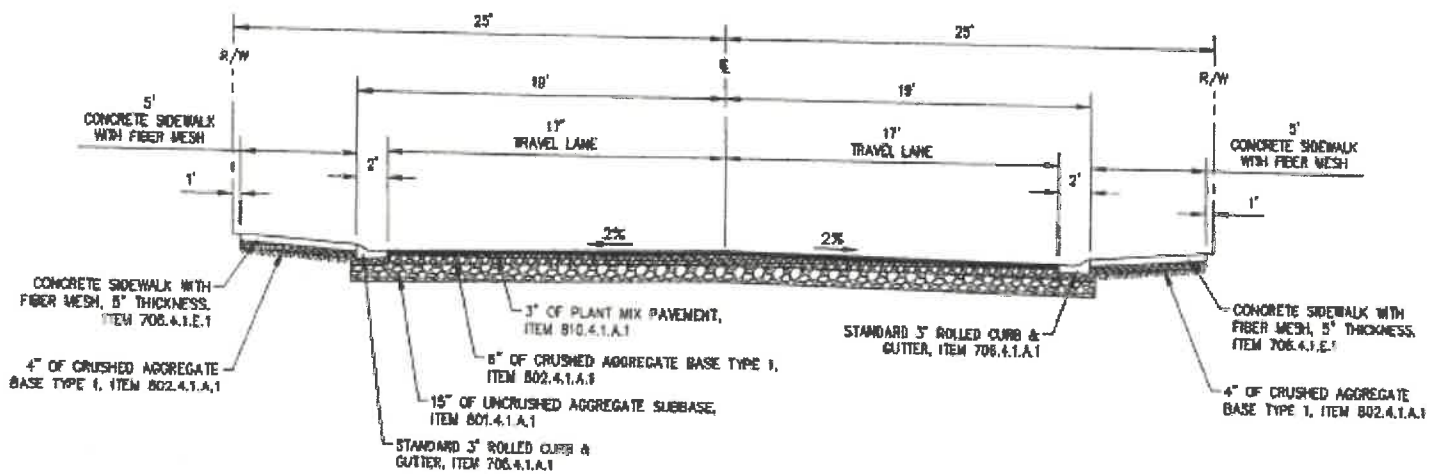 25'
25'
R/W
℄
R/W
19'
19'
5'
CONCRETE SIDEWALK
WITH FIBER MESH
17'
TRAVEL LANE
17'
TRAVEL LANE
5'
CONCRETE SIDEWALK
WITH FIBER MESH
2'
2'
1'
1'
2%
2%
CONCRETE SIDEWALK WITH
FIBER MESH, 5" THICKNESS.
ITEM 706.4.1.E.1
4" OF CRUSHED AGGREGATE
BASE TYPE 1, ITEM 802.4.1.A.1
3" OF PLANT MIX PAVEMENT,
ITEM 810.4.1.A.1
6" OF CRUSHED AGGREGATE BASE TYPE 1,
ITEM 802.4.1.A.1
15" OF UNCRUSHED AGGREGATE SUBBASE,
ITEM 801.4.1.A.1
STANDARD 3" ROLLED CURB &
GUTTER, ITEM 706.4.1.A.1
STANDARD 3" ROLLED CURB &
GUTTER, ITEM 706.4.1.A.1
CONCRETE SIDEWALK WITH
FIBER MESH, 5" THICKNESS.
ITEM 706.4.1.E.1
4" OF CRUSHED AGGREGATE
BASE TYPE 1, ITEM 802.4.1.A.1